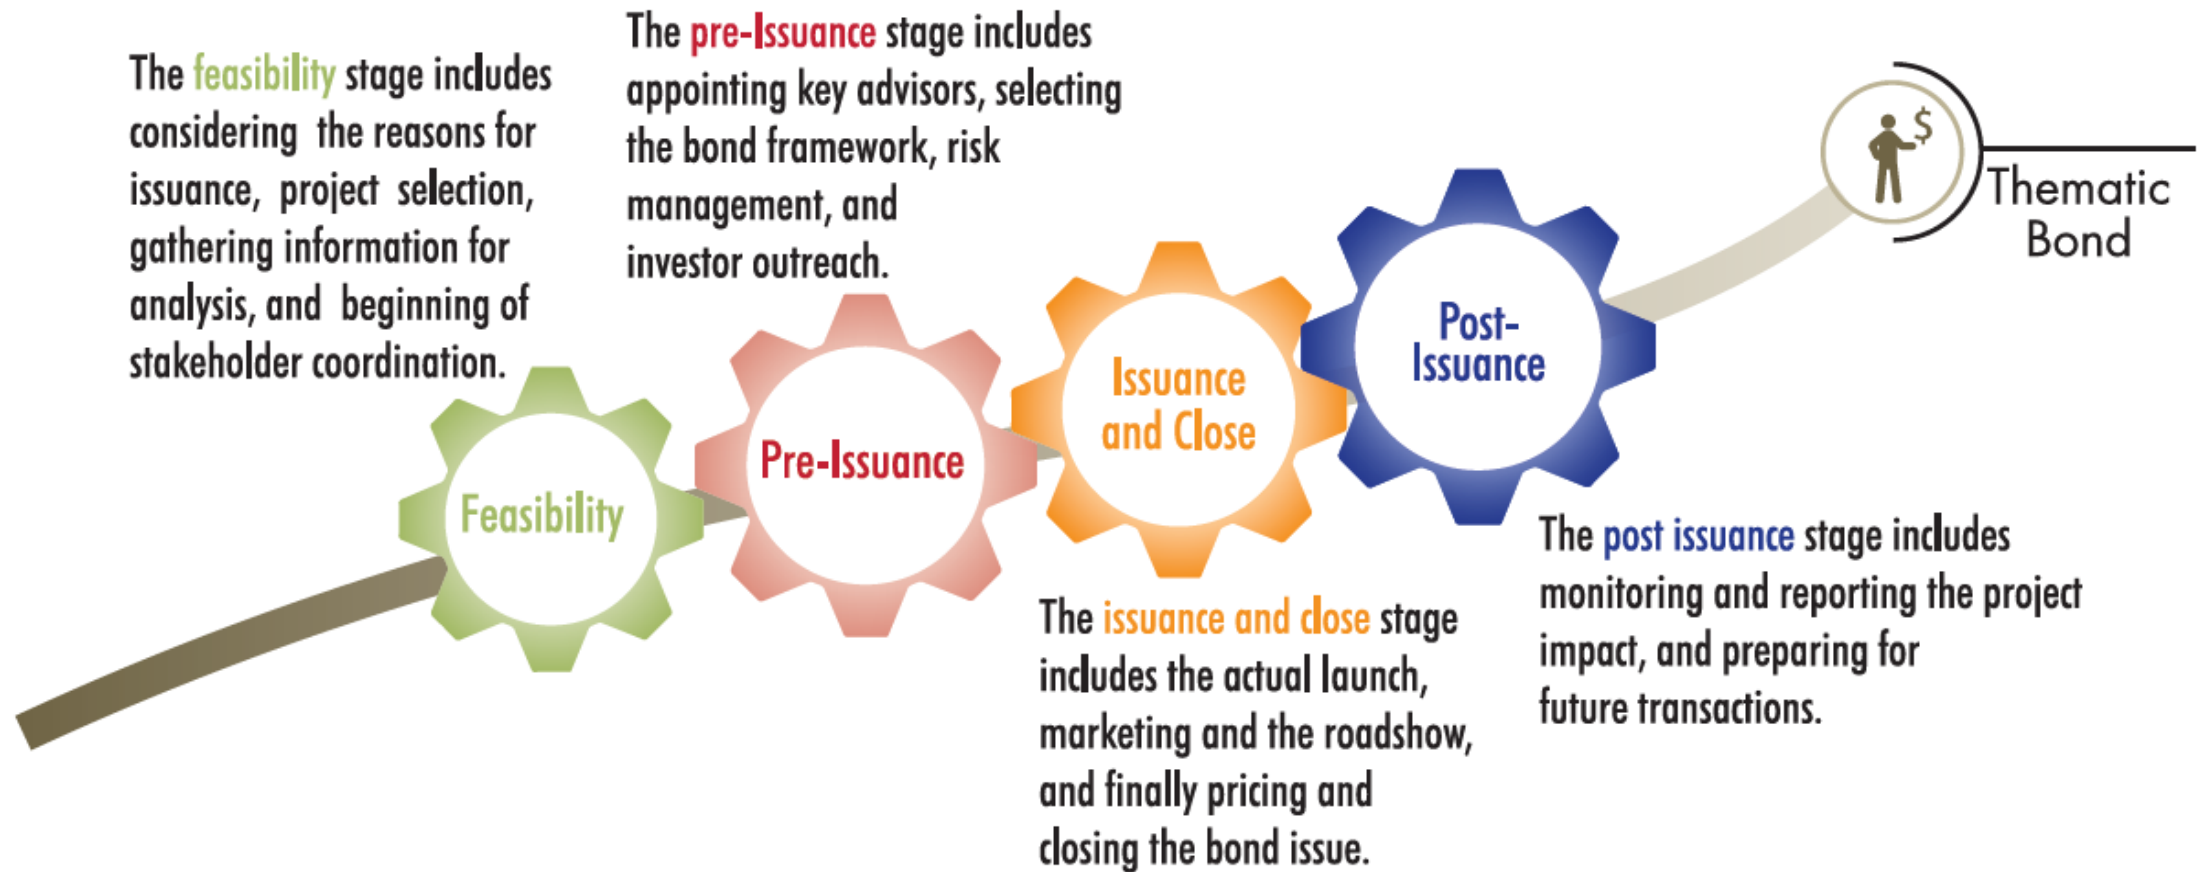 The feasibility stage includes
considering the reasons for
issuance, project selection,
gathering information for
analysis, and beginning of
stakeholder coordination.
The pre-Issuance stage includes
appointing key advisors, selecting
the bond framework, risk
management, and
investor outreach.
Feasibility
Pre-Issuance
Issuance
and Close
Post-
Issuance
$
Thematic
Bond
The issuance and close stage
includes the actual launch,
marketing and the roadshow,
and finally pricing and
closing the bond issue.
The post issuance stage includes
monitoring and reporting the project
impact, and preparing for
future transactions.